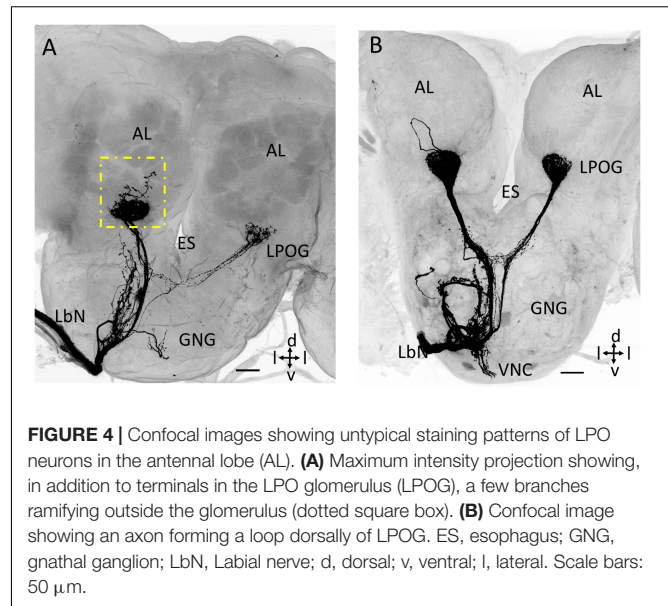 A
AL
AL
ES
LPOG
LbN
GNG
d
l l
v
B
AL
AL
LPOG
ES
GNG
LbN
VNC
d
l l
v
FIGURE 4 | Confocal images showing untypical staining patterns of LPO
neurons in the antennal lobe (AL). (A) Maximum intensity projection showing,
in addition to terminals in the LPO glomerulus (LPOG), a few branches
ramifying outside the glomerulus (dotted square box). (B) Confocal image
showing an axon forming a loop dorsally of LPOG. ES, esophagus; GNG,
gnathal ganglion; LbN, Labial nerve; d, dorsal; v, ventral; l, lateral. Scale bars:
50 μm.